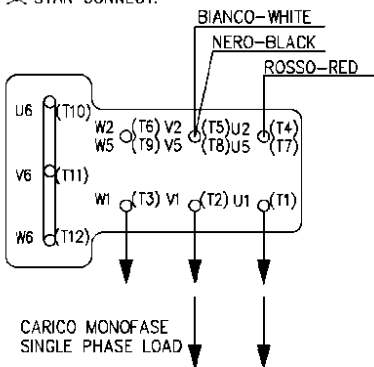 STAR CONNECT.
BIANCO-WHITE
NERO-BLACK
ROSSO-RED
U6 (T10)
W2 (T6) V2 (T5) U2 (T4)
W5 (T9) V5 (T8) U5 (T7)
V6 (T11)
W1 (T3) V1 (T2) U1 (T1)
W6 (T12)
CARICO MONOFASE
SINGLE PHASE LOAD